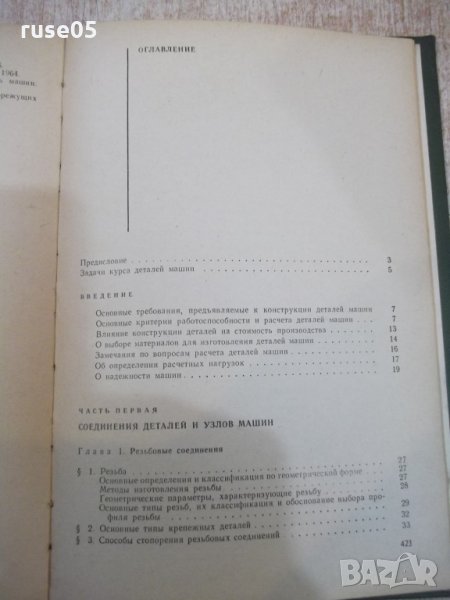 ruse05
з.
1964.
ь машин.
режущих
ОГЛАВЛЕНИЕ
Предисловие 3
Задачи курса деталей машин 5
ВВЕДЕНИЕ
Основные требования, предъявляемые к конструкции деталей машин 7
Основные критерии работоспособности и расчета деталей машин 7
Влияние конструкции деталей на стоимость производства 13
О выборе материалов для изготовления деталей машин 14
Замечания по вопросам расчета деталей машин 16
Об определении расчетных нагрузок 17
О надежности машин 19
ЧАСТЬ ПЕРВАЯ
СОЕДИНЕНИЯ ДЕТАЛЕЙ И УЗЛОВ МАШИН
Глава I. Резьбовые соединения
§ 1. Резьба 27
Основные определения и классификация по геометрической форме 27
Методы изготовления резьбы 27
Геометрические параметры, характеризующие резьбу 28
Основные типы резьб, их классификация и обоснование выбора про-
филя резьбы 29
§ 2. Основные типы крепежных деталей 32
§ 3. Способы стопорения резьбовых соединений 33
423
BAZAR.BG